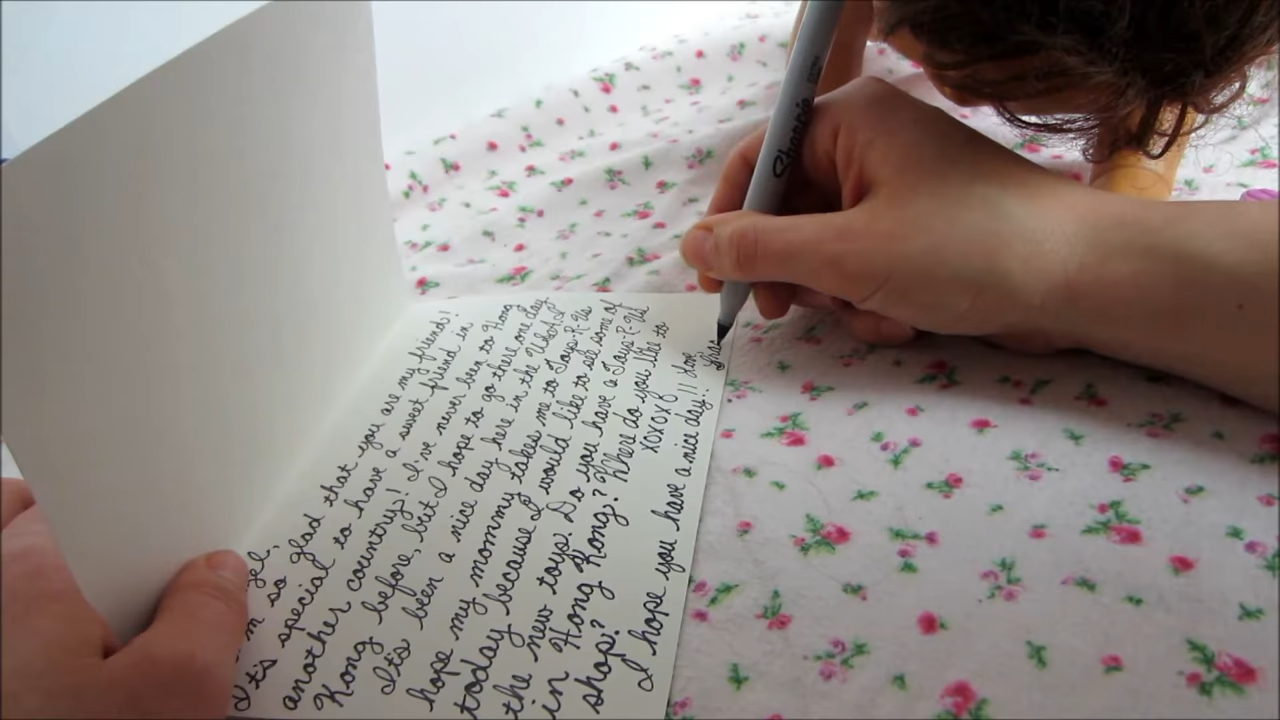 gel,
I'm so glad that you are my friend!
It's special to have a sweet friend in
another country! I've never been to Hong
Kong before, but I hope to go there one day.
It's been a nice day here in the USA! I
hope my mommy takes me to Toys-R-Us
today because I would like to see some of
the new toys. Do you have a Toys-R-Us
in Hong Kong? Where do you like to
shop? XOXOXO
I hope you have a nice day!!
Sharpie